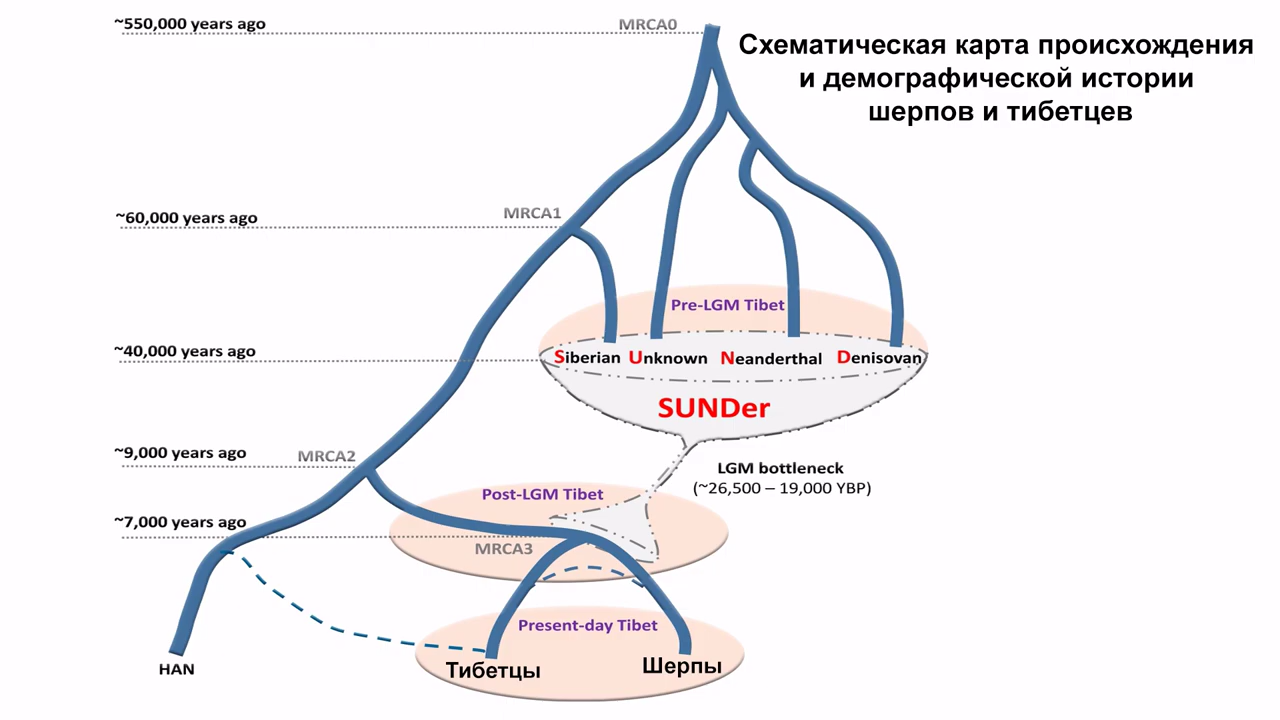 ~550,000 years ago
MRCA0
Схематическая карта происхождения
и демографической истории
шерпов и тибетцев
~60,000 years ago
MRCA1
Pre-LGM Tibet
~40,000 years ago
Siberian Unknown Neanderthal Denisovan
SUNDer
~9,000 years ago
MRCA2
LGM bottleneck
(~26,500 – 19,000 YBP)
Post-LGM Tibet
~7,000 years ago
MRCA3
Present-day Tibet
HAN
Тибетцы
Шерпы